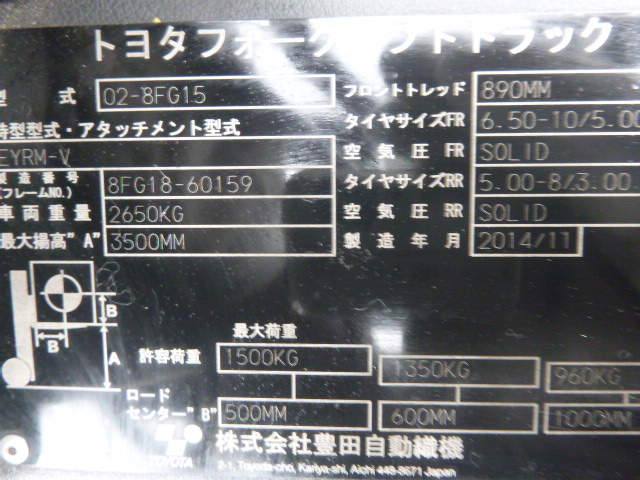 トヨタフォークリフトトラック
型 式 02-8FG15 フロントトレッド 890MM
特型型式・アタッチメント型式 タイヤサイズFR 6.50-10/5.00
EYRM-V 空気圧FR SOLID
製造番号 (フレームNO.) 8FG18-60159 タイヤサイズRR 5.00-8/3.00
車両重量 2650KG 空気圧RR SOLID
最大揚高"A" 3500MM 製造年月 2014/11
B
B
A
最大荷重
許容荷重 1500KG 1350KG 960KG
ロード
センター"B" 500MM 600MM 1000MM
TOYOTA 株式会社豊田自動織機
2-1, Toyoda-cho, Kariya-shi, Aichi 448-8671 Japan